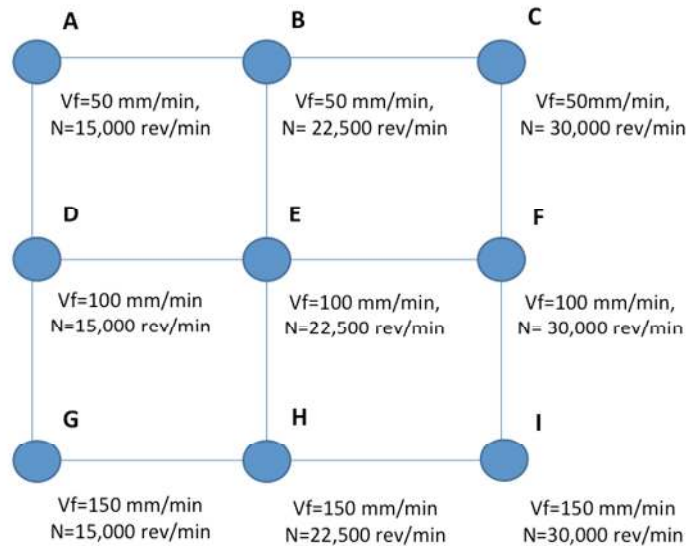 A
B
C
Vf=50 mm/min,
N=15,000 rev/min
Vf=50 mm/min,
N= 22,500 rev/min
Vf=50mm/min,
N= 30,000 rev/min
D
E
F
Vf=100 mm/min
N=15,000 rev/min
Vf=100 mm/min,
N=22,500 rev/min
Vf=100 mm/min,
N= 30,000 rev/min
G
H
I
Vf=150 mm/min
N=15,000 rev/min
Vf=150 mm/min
N=22,500 rev/min
Vf=150 mm/min
N=30,000 rev/min